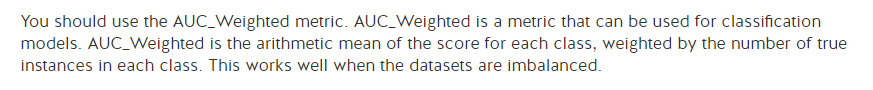 You should use the AUC_Weighted metric. AUC_Weighted is a metric that can be used for classification
models. AUC_Weighted is the arithmetic mean of the score for each class, weighted by the number of true
instances in each class. This works well when the datasets are imbalanced.